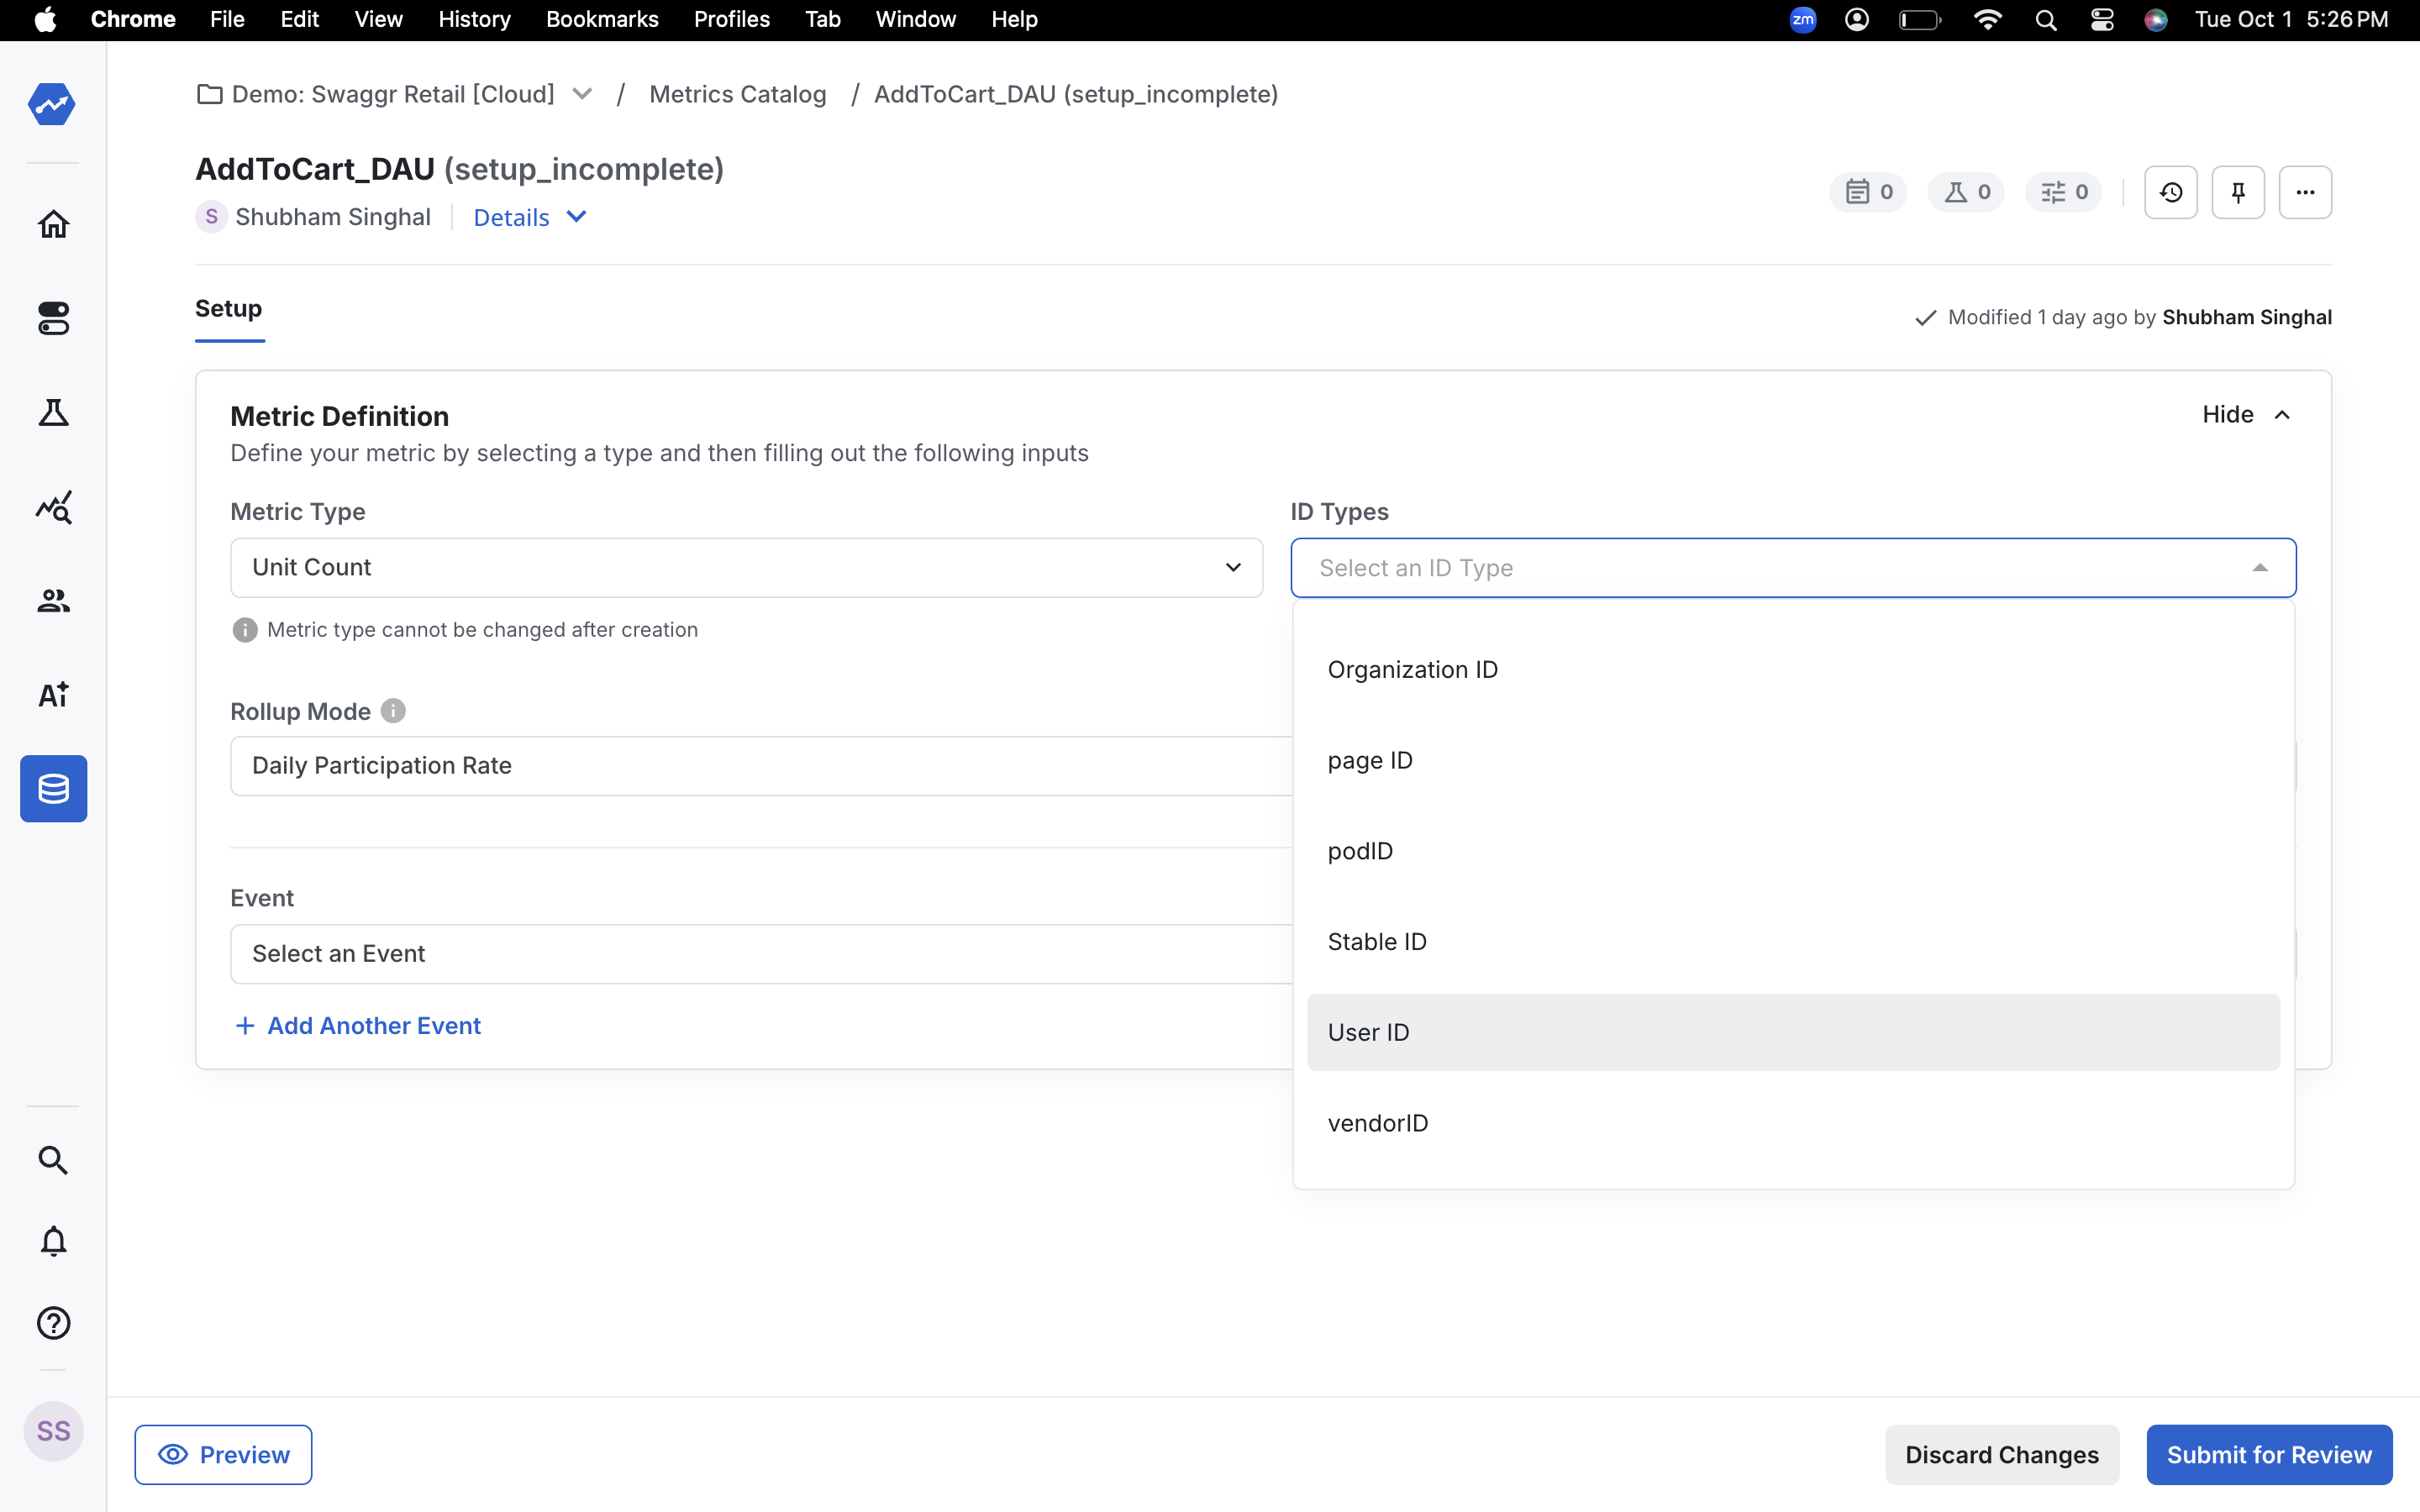 Chrome File Edit View History Bookmarks Profiles Tab Window Help zm Tue Oct 1 5:26 PM
Demo: Swaggr Retail [Cloud] / Metrics Catalog / AddToCart_DAU (setup_incomplete)
AddToCart_DAU (setup_incomplete)
S Shubham Singhal Details
0 0 0
Setup
Modified 1 day ago by Shubham Singhal
Metric Definition
Hide
Define your metric by selecting a type and then filling out the following inputs
Metric Type
Unit Count
Metric type cannot be changed after creation
ID Types
Select an ID Type
Organization ID
page ID
podID
Stable ID
User ID
vendorID
Rollup Mode
Daily Participation Rate
Event
Select an Event
+ Add Another Event
Ai
SS
Preview
Discard Changes
Submit for Review